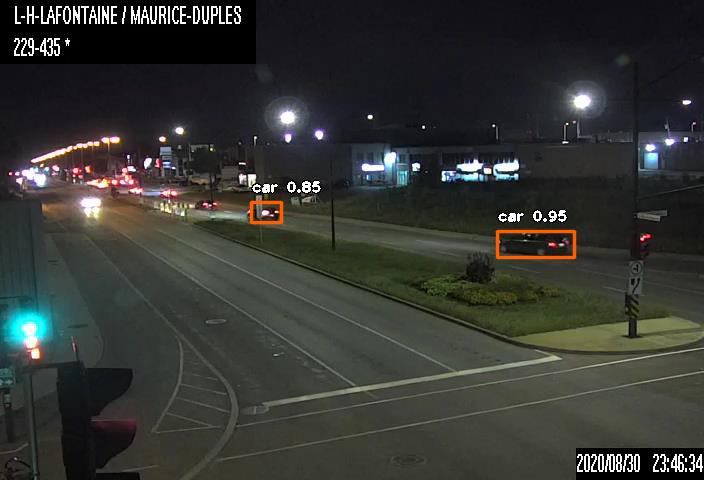 L-H-LAFONTAINE / MAURICE-DUPLES
229-435 *
car 0.85
car 0.95
2020/08/30 23:46:34